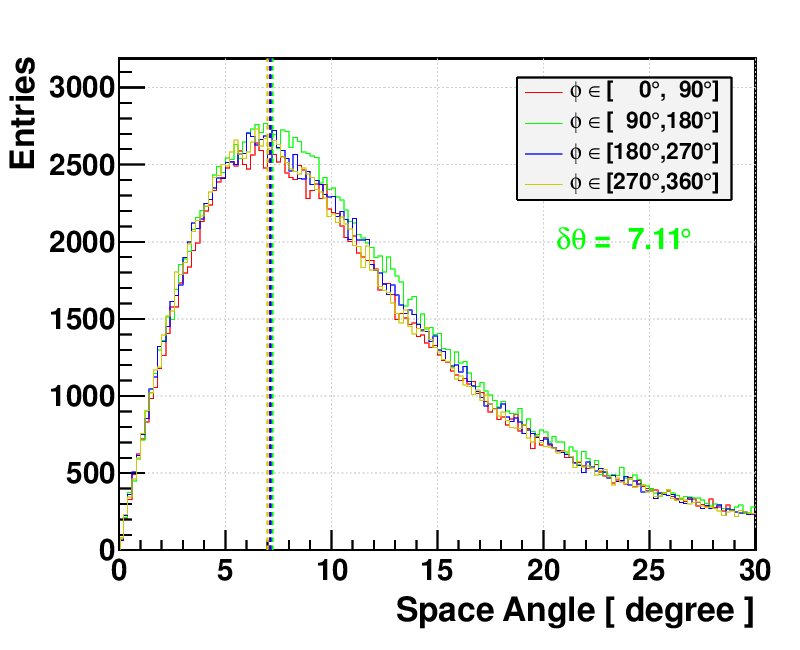 Entries
3000
2500
2000
1500
1000
500
0
ϕ ∈ [ 0°, 90°]
ϕ ∈ [ 90°,180°]
ϕ ∈ [180°,270°]
ϕ ∈ [270°,360°]
δθ = 7.11°
0 5 10 15 20 25 30
Space Angle [ degree ]